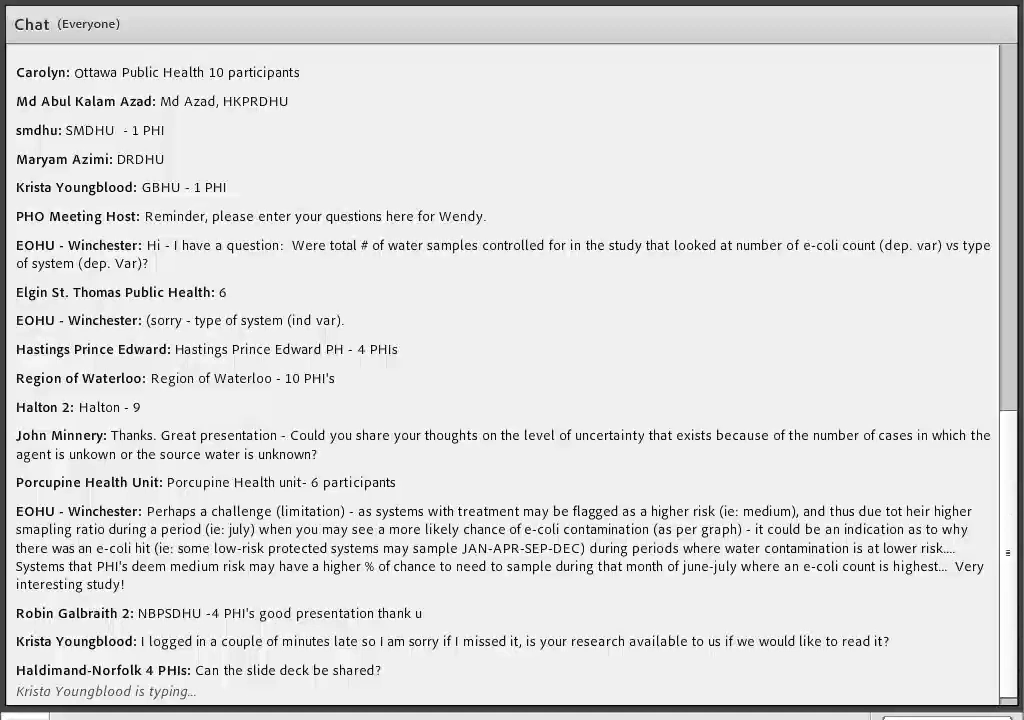 Chat (Everyone)
Carolyn: Ottawa Public Health 10 participants
Md Abul Kalam Azad: Md Azad, HKPRDHU
smdhu: SMDHU - 1 PHI
Maryam Azimi: DRDHU
Krista Youngblood: GBHU - 1 PHI
PHO Meeting Host: Reminder, please enter your questions here for Wendy.
EOHU - Winchester: Hi - I have a question: Were total # of water samples controlled for in the study that looked at number of e-coli count (dep. var) vs type
of system (dep. Var)?
Elgin St. Thomas Public Health: 6
EOHU - Winchester: (sorry - type of system (ind var).
Hastings Prince Edward: Hastings Prince Edward PH - 4 PHIs
Region of Waterloo: Region of Waterloo - 10 PHI's
Halton 2: Halton - 9
John Minnery: Thanks. Great presentation - Could you share your thoughts on the level of uncertainty that exists because of the number of cases in which the
agent is unkown or the source water is unknown?
Porcupine Health Unit: Porcupine Health unit- 6 participants
EOHU - Winchester: Perhaps a challenge (limitation) - as systems with treatment may be flagged as a higher risk (ie: medium), and thus due tot heir higher
smapling ratio during a period (ie: july) when you may see a more likely chance of e-coli contamination (as per graph) - it could be an indication as to why
there was an e-coli hit (ie: some low-risk protected systems may sample JAN-APR-SEP-DEC) during periods where water contamination is at lower risk....
Systems that PHI's deem medium risk may have a higher % of chance to need to sample during that month of june-july where an e-coli count is highest... Very
interesting study!
Robin Galbraith 2: NBPSDHU -4 PHI's good presentation thank u
Krista Youngblood: I logged in a couple of minutes late so I am sorry if I missed it, is your research available to us if we would like to read it?
Haldimand-Norfolk 4 PHIs: Can the slide deck be shared?
Krista Youngblood is typing...